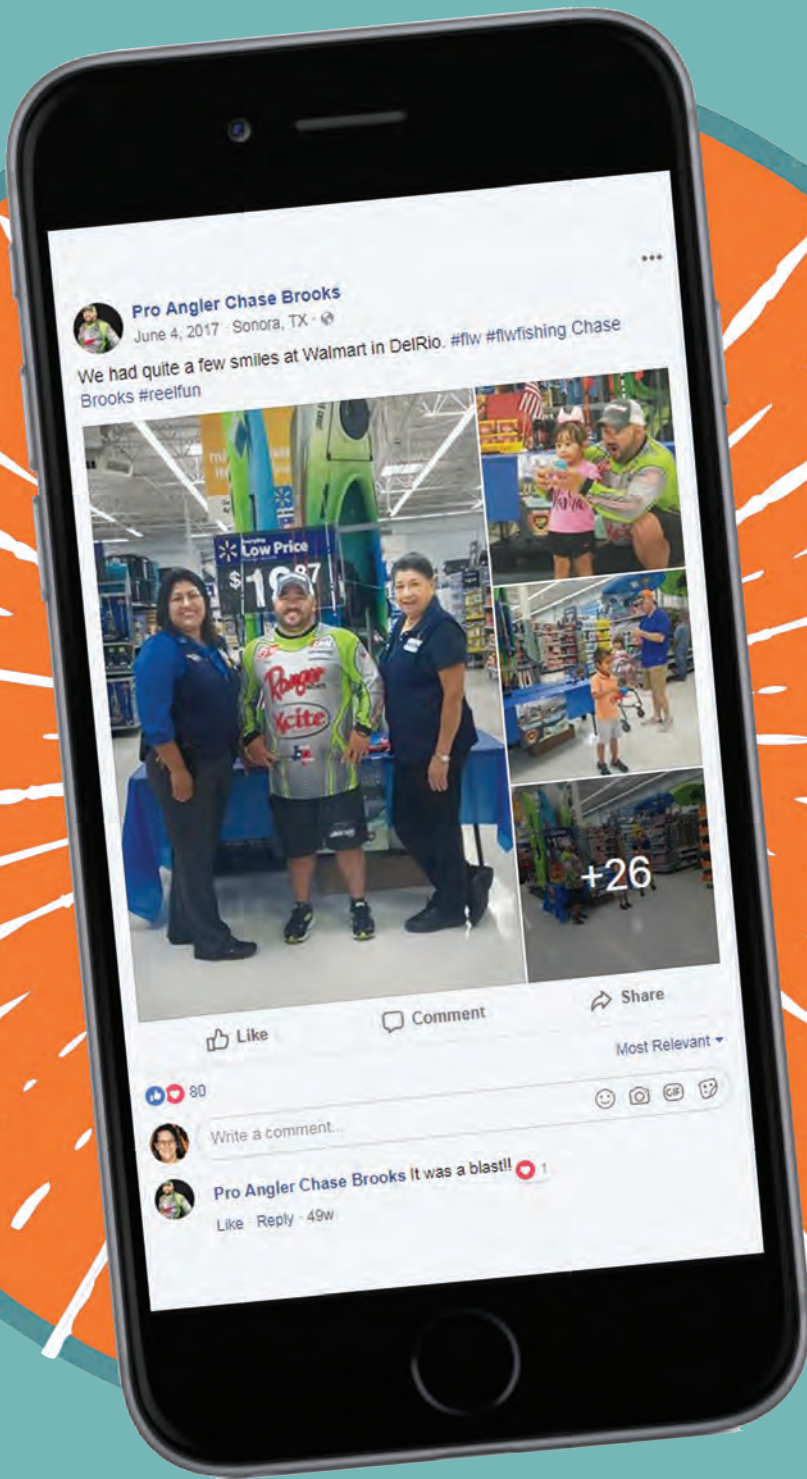 Pro Angler Chase Brooks
June 4, 2017 · Sonora, TX ·
We had quite a few smiles at Walmart in DelRio. #flw #flwfishing Chase
Brooks #reelfun
Everyday
Low Price
$
Ranger
Xcite
+26
Like
Comment
Share
Most Relevant
80
Write a comment...
GIF
Pro Angler Chase Brooks It was a blast!! 1
Like · Reply · 49w